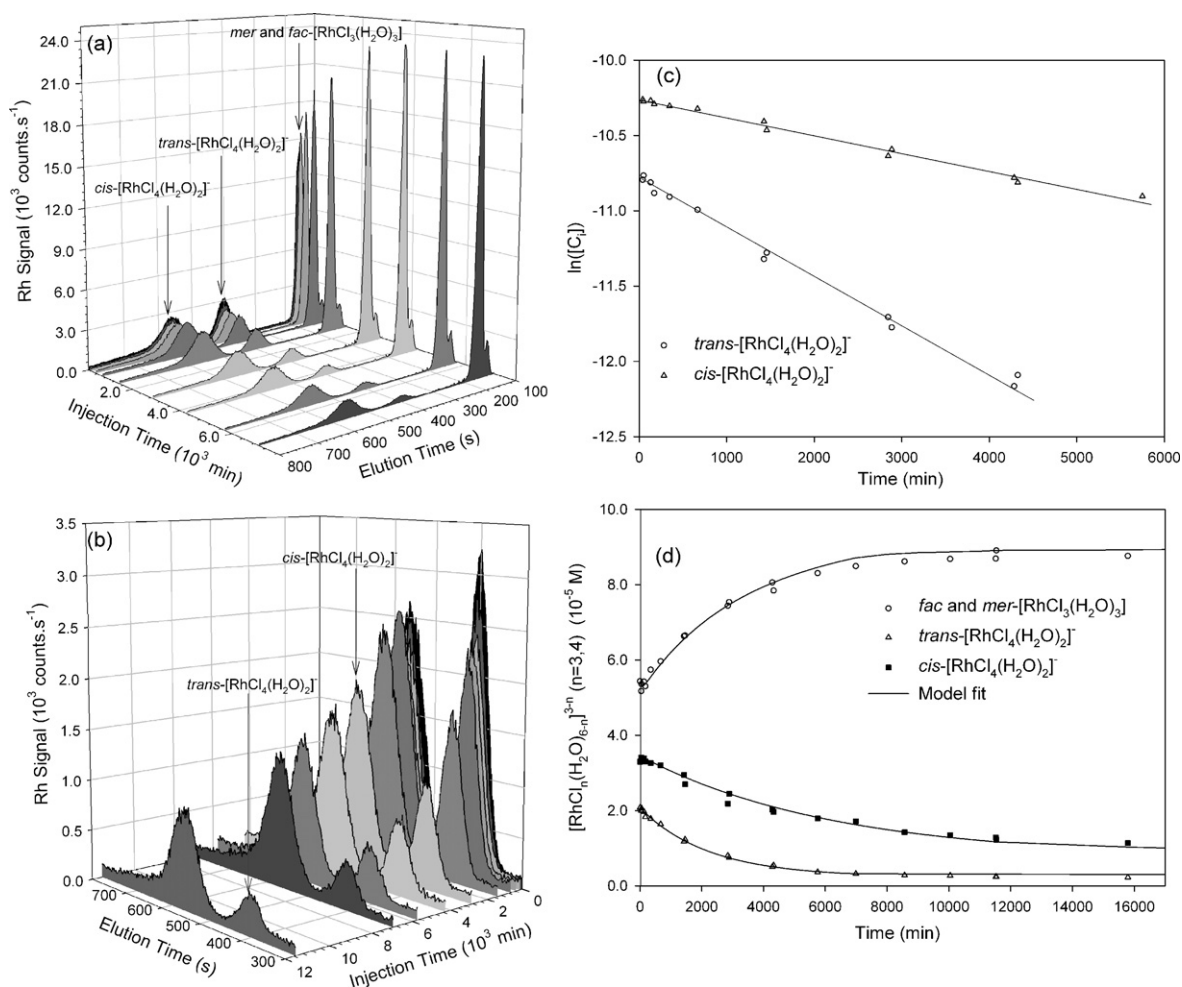 (a)
24.0
21.0
18.0
15.0
12.0
9.0
6.0
3.0
0.0
Rh Signal (10³ counts.s⁻¹)
mer and fac-[RhCl₃(H₂O)₃]
trans-[RhCl₄(H₂O)₂]⁻
cis-[RhCl₄(H₂O)₂]⁻
2.0
4.0
6.0
Injection Time (10³ min)
800
700
600
500
400
300
200
100
Elution Time (s)
(b)
3.5
3.0
2.5
2.0
1.5
1.0
0.5
0.0
Rh Signal (10³ counts.s⁻¹)
cis-[RhCl₄(H₂O)₂]⁻
trans-[RhCl₄(H₂O)₂]⁻
700
600
500
400
300
Elution Time (s)
12
10
8
6
4
2
0
Injection Time (10³ min)
(c)
-10.0
-10.5
-11.0
-11.5
-12.0
-12.5
ln([Cᵢ])
trans-[RhCl₄(H₂O)₂]⁻
cis-[RhCl₄(H₂O)₂]⁻
0 1000 2000 3000 4000 5000 6000
Time (min)
(d)
10.0
8.0
6.0
4.0
2.0
0.0
[RhClₙ(H₂O)₆₋ₙ]³⁻ⁿ (n=3,4) (10⁻⁵ M)
fac and mer-[RhCl₃(H₂O)₃]
trans-[RhCl₄(H₂O)₂]⁻
cis-[RhCl₄(H₂O)₂]⁻
Model fit
0 2000 4000 6000 8000 10000 12000 14000 16000
Time (min)